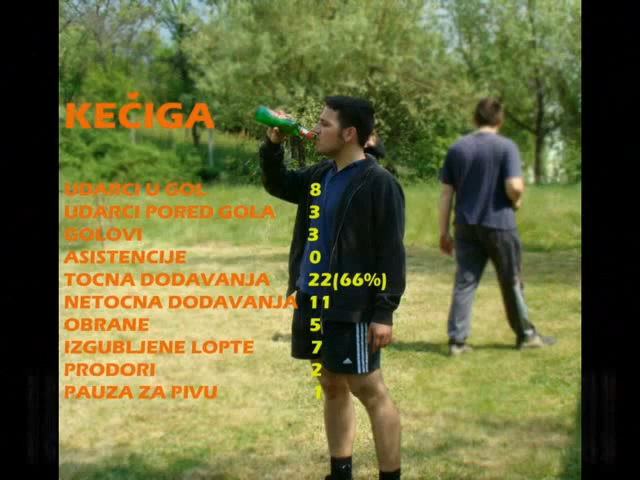 KEČIGA
UDARCI U GOL 8
UDARCI PORED GOLA 3
GOLOVI 3
ASISTENCIJE 0
TOCNA DODAVANJA 22(66%)
NETOCNA DODAVANJA 11
OBRANE 5
IZGUBLJENE LOPTE 7
PRODORI 2
PAUZA ZA PIVU 1